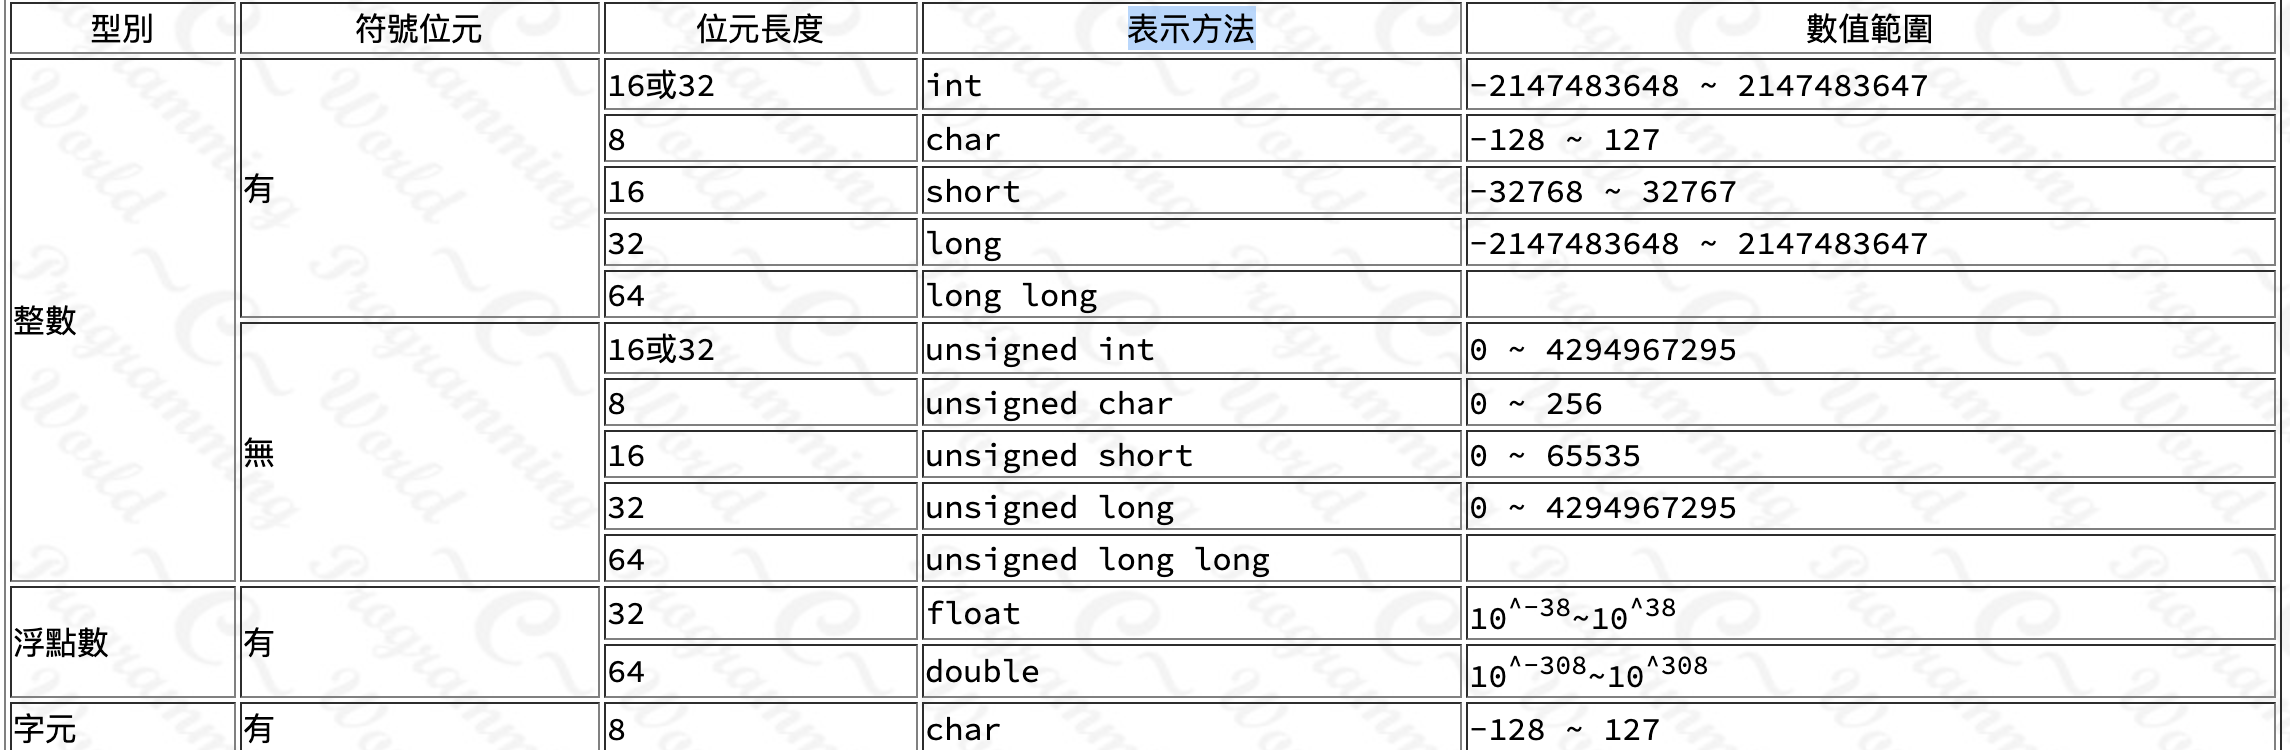 型別 符號位元 位元長度 表示方法 數值範圍
整數 有 16或32 int -2147483648 ~ 2147483647
8 char -128 ~ 127
16 short -32768 ~ 32767
32 long -2147483648 ~ 2147483647
64 long long
無 16或32 unsigned int 0 ~ 4294967295
8 unsigned char 0 ~ 256
16 unsigned short 0 ~ 65535
32 unsigned long 0 ~ 4294967295
64 unsigned long long
浮點數 有 32 float 10^-38~10^38
64 double 10^-308~10^308
字元 有 8 char -128 ~ 127
~C~
Programming
World